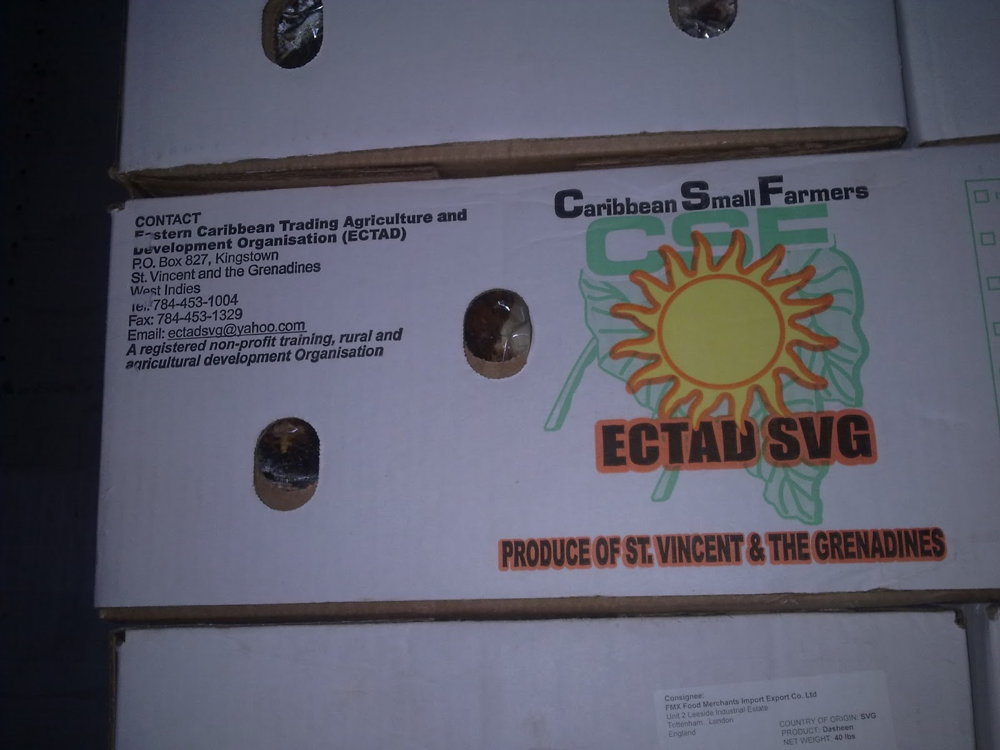 CONTACT
Eastern Caribbean Trading Agriculture and
Development Organisation (ECTAD)
P.O. Box 827, Kingstown
St. Vincent and the Grenadines
West Indies
Tel: 784-453-1004
Fax: 784-453-1329
Email: ectadsvg@yahoo.com
A registered non-profit training, rural and
agricultural development Organisation
Caribbean Small Farmers
CSF
ECTAD SVG
PRODUCE OF ST. VINCENT & THE GRENADINES
Consignee:
FMX Food Merchants Import Export Co. Ltd
Unit 2 Leeside Industrial Estate
Tottenham. London
England
COUNTRY OF ORIGIN: SVG
PRODUCT: Dasheen
NET WEIGHT 40 lbs